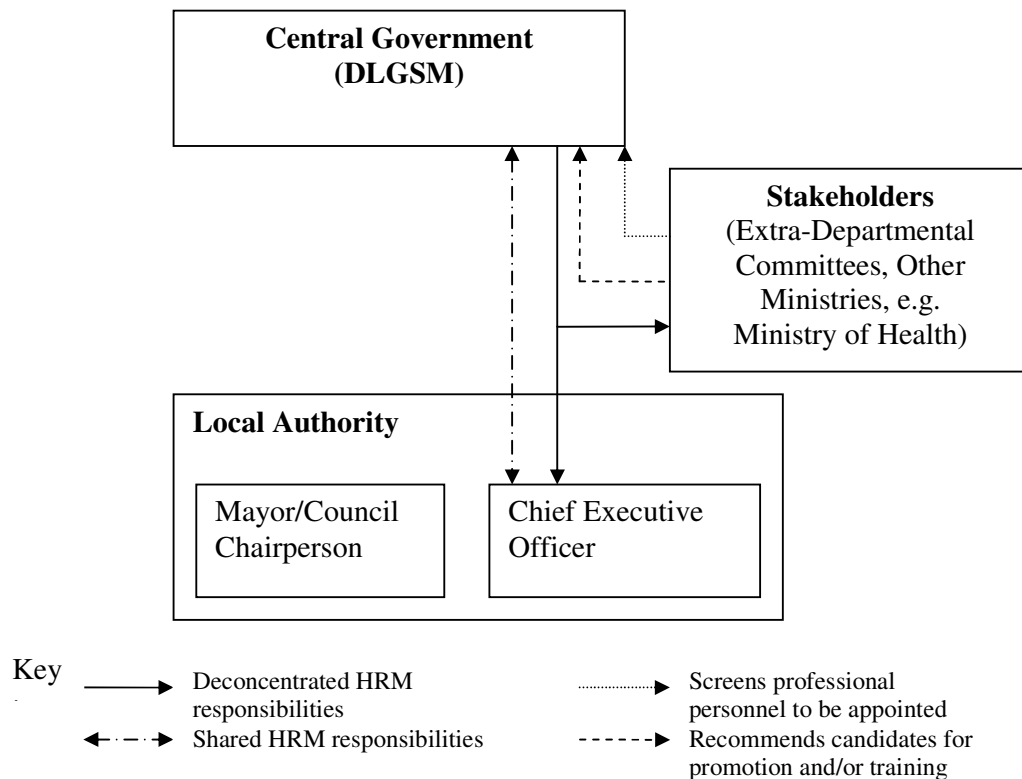 Central Government
(DLGSM)
Stakeholders
(Extra-Departmental
Committees, Other
Ministries, e.g.
Ministry of Health)
Local Authority
Mayor/Council
Chairperson
Chief Executive
Officer
Key
Deconcentrated HRM
responsibilities
Shared HRM responsibilities
Screens professional
personnel to be appointed
Recommends candidates for
promotion and/or training